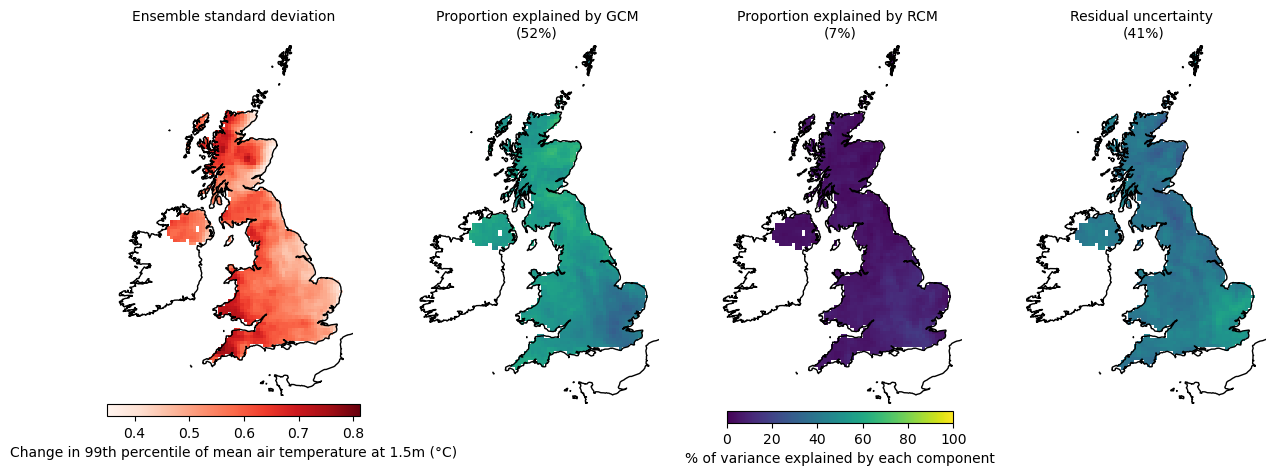 Ensemble standard deviation
Proportion explained by GCM
(52%)
Proportion explained by RCM
(7%)
Residual uncertainty
(41%)
0.4 0.5 0.6 0.7 0.8
Change in 99th percentile of mean air temperature at 1.5m (°C)
0 20 40 60 80 100
% of variance explained by each component